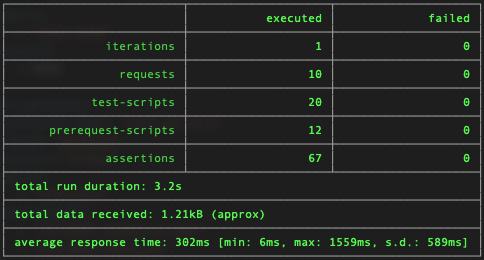 executed failed
iterations 1 0
requests 10 0
test-scripts 20 0
prerequest-scripts 12 0
assertions 67 0
total run duration: 3.2s
total data received: 1.21kB (approx)
average response time: 302ms [min: 6ms, max: 1559ms, s.d.: 589ms]